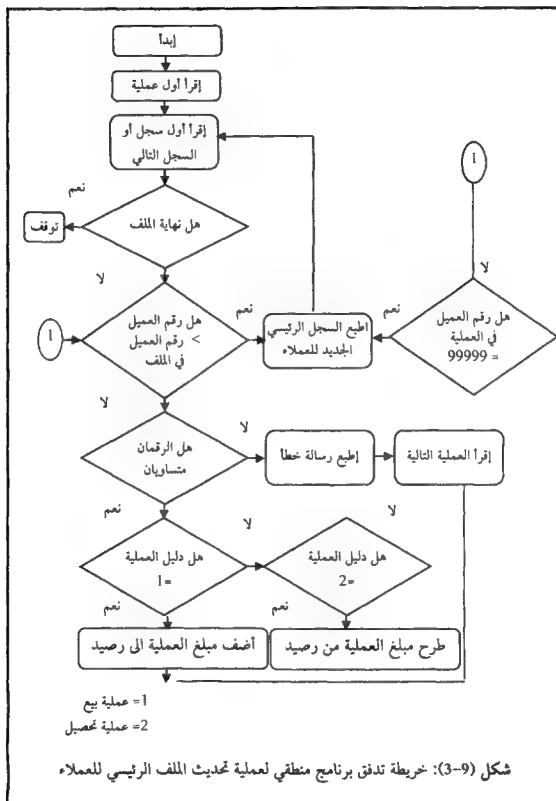 إبدأ
إقرأ أول عملية
إقرأ أول سجل أو
السجل التالي
نعم
هل نهاية الملف
توقف
لا
1
هل رقم العميل
> رقم العميل
في الملف
نعم
اطبع السجل الرئيسي
الجديد للعملاء
نعم
هل رقم العميل
في العملية
= 99999
لا
1
لا
هل الرقمان
متساويان
لا
إطبع رسالة خطأ
إقرأ العملية التالية
نعم
هل دليل العملية
=1
لا
هل دليل العملية
=2
لا
نعم
أضف مبلغ العملية الى رصيد
نعم
طرح مبلغ العملية من رصيد
1= عملية بيع
2= عملية تحصيل
شكل (9-3): خريطة تدفق برنامج منطقي لعملية تحديث الملف الرئيسي للعملاء